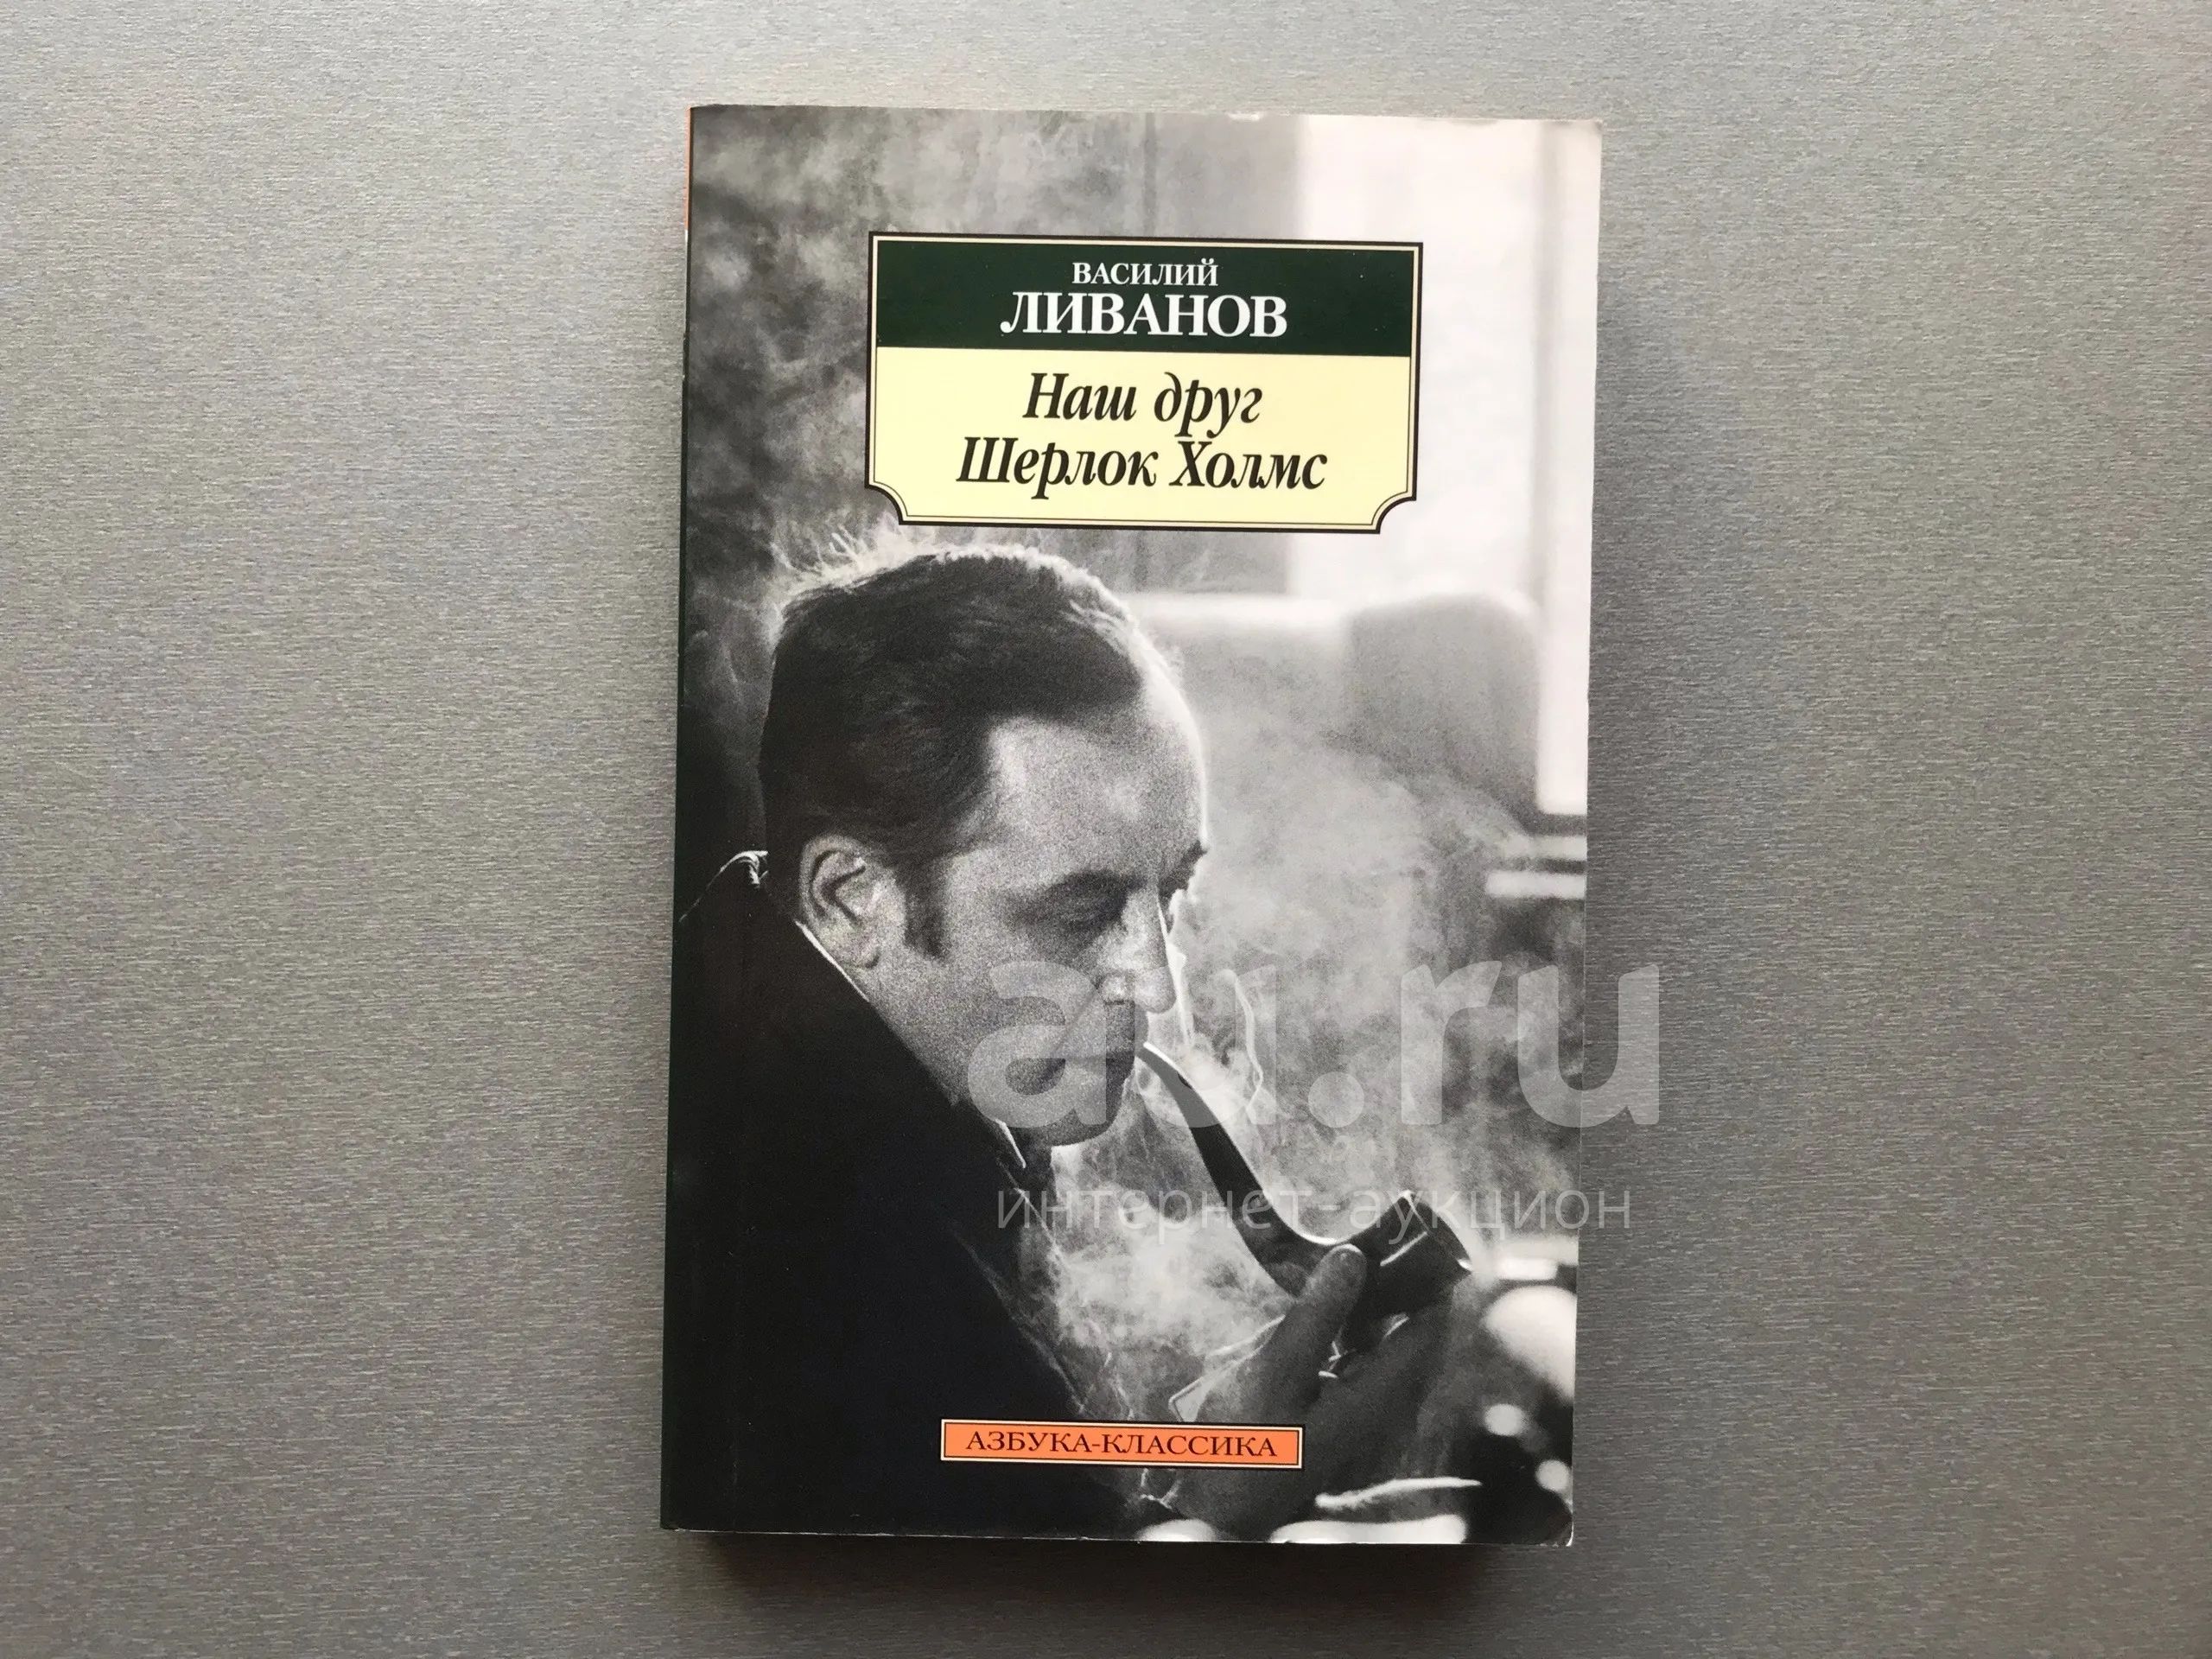 ВАСИЛИЙ
ЛИВАНОВ
Наш друг
Шерлок Холмс
au.ru
интернет-аукцион
АЗБУКА-КЛАССИКА